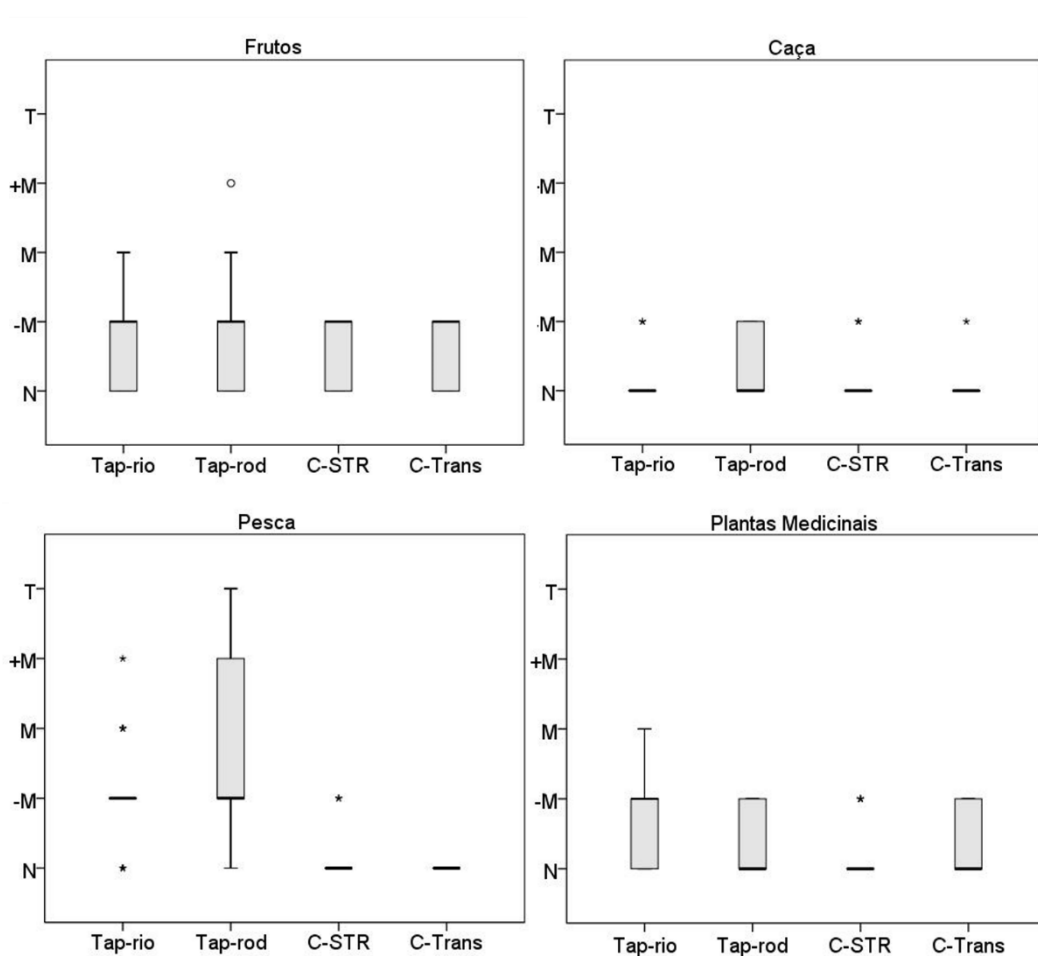 Frutos
T
+M
M
-M
N
Tap-rio Tap-rod C-STR C-Trans
Caça
T
-M
M
-M
N
Tap-rio Tap-rod C-STR C-Trans
Pesca
T
+M
M
-M
N
Tap-rio Tap-rod C-STR C-Trans
Plantas Medicinais
T
+M
M
-M
N
Tap-rio Tap-rod C-STR C-Trans